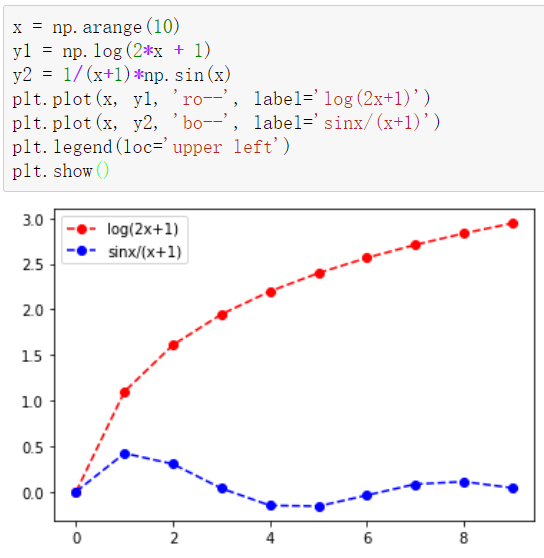 x = np.arange(10)
y1 = np.log(2*x + 1)
y2 = 1/(x+1)*np.sin(x)
plt.plot(x, y1, 'ro--', label='log(2x+1)')
plt.plot(x, y2, 'bo--', label='sinx/(x+1)')
plt.legend(loc='upper left')
plt.show()
3.0
log(2x+1)
sinx/(x+1)
2.5
2.0
1.5
1.0
0.5
0.0
0 2 4 6 8